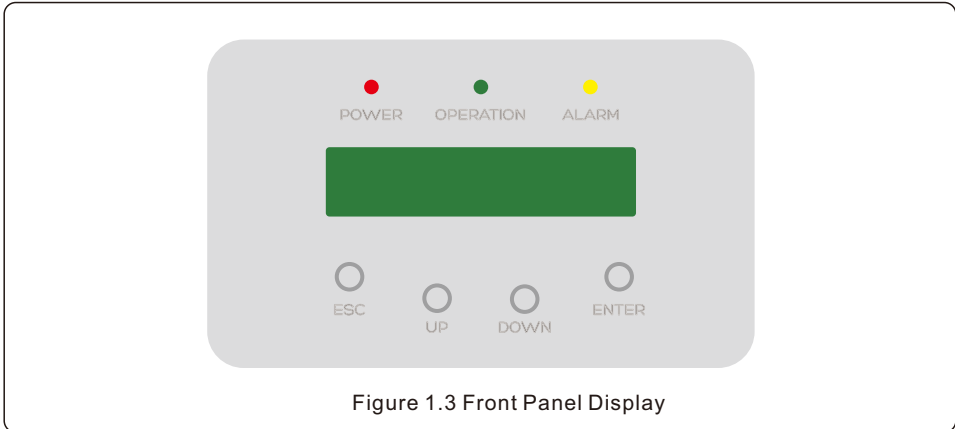 POWER OPERATION ALARM
ESC UP DOWN ENTER
Figure 1.3 Front Panel Display